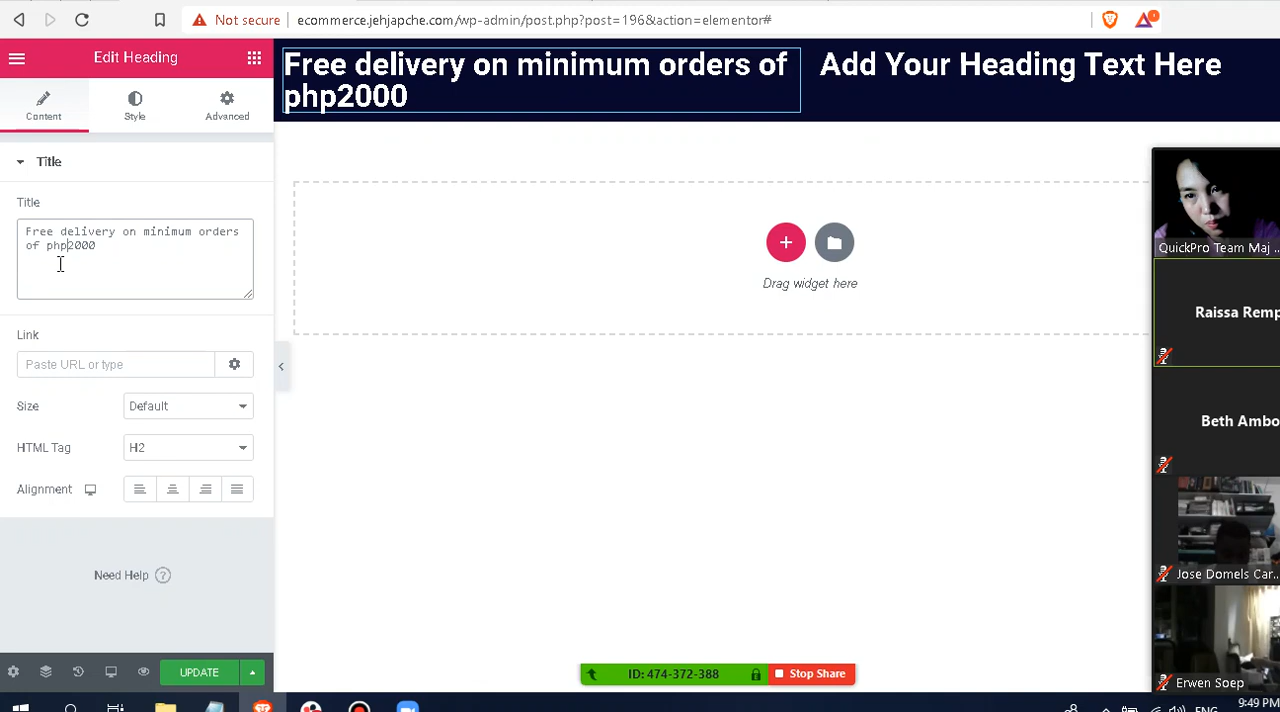 Not secure ecommerce.jehjapche.com/wp-admin/post.php?post=196&action=elementor#
Edit Heading
Content Style Advanced
Title
Title
Free delivery on minimum orders
of php2000
Link
Paste URL or type
Size Default
HTML Tag H2
Alignment
Need Help ?
UPDATE
Free delivery on minimum orders of
php2000
Add Your Heading Text Here
Drag widget here
QuickPro Team Maj ...
Raissa Remp
Beth Ambo
Jose Domels Car...
Erwen Soep
ID: 474-372-388 Stop Share
ENG 9:49 PM